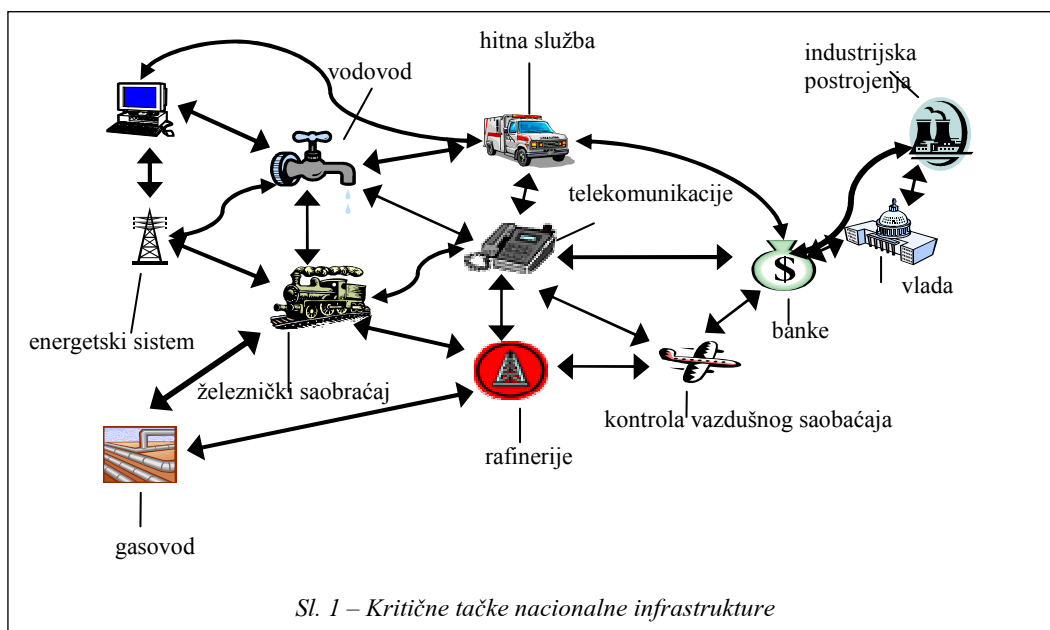 hitna služba
industrijska
postrojenja
vodovod
telekomunikacije
vlada
banke
energetski sistem
železnički saobraćaj
kontrola vazdušnog saobaćaja
rafinerije
gasovod
Sl. 1 – Kritične tačke nacionalne infrastrukture